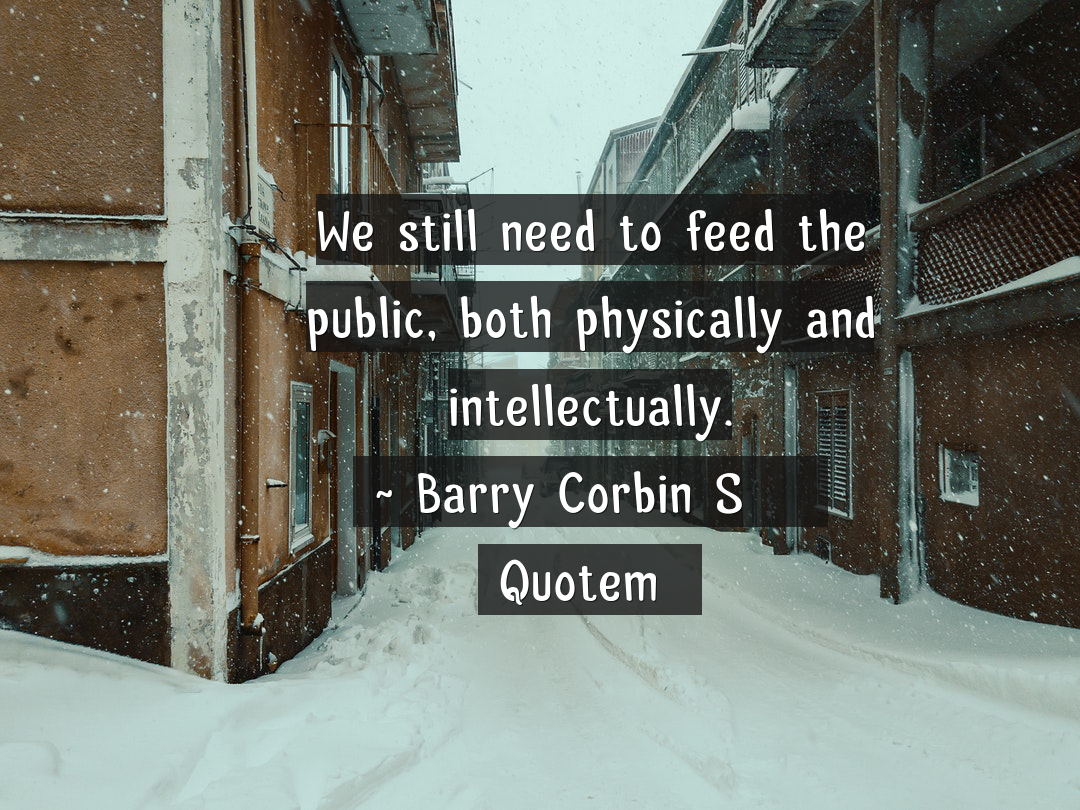 We still need to feed the
public, both physically and
intellectually.
~ Barry Corbin S
Quotem